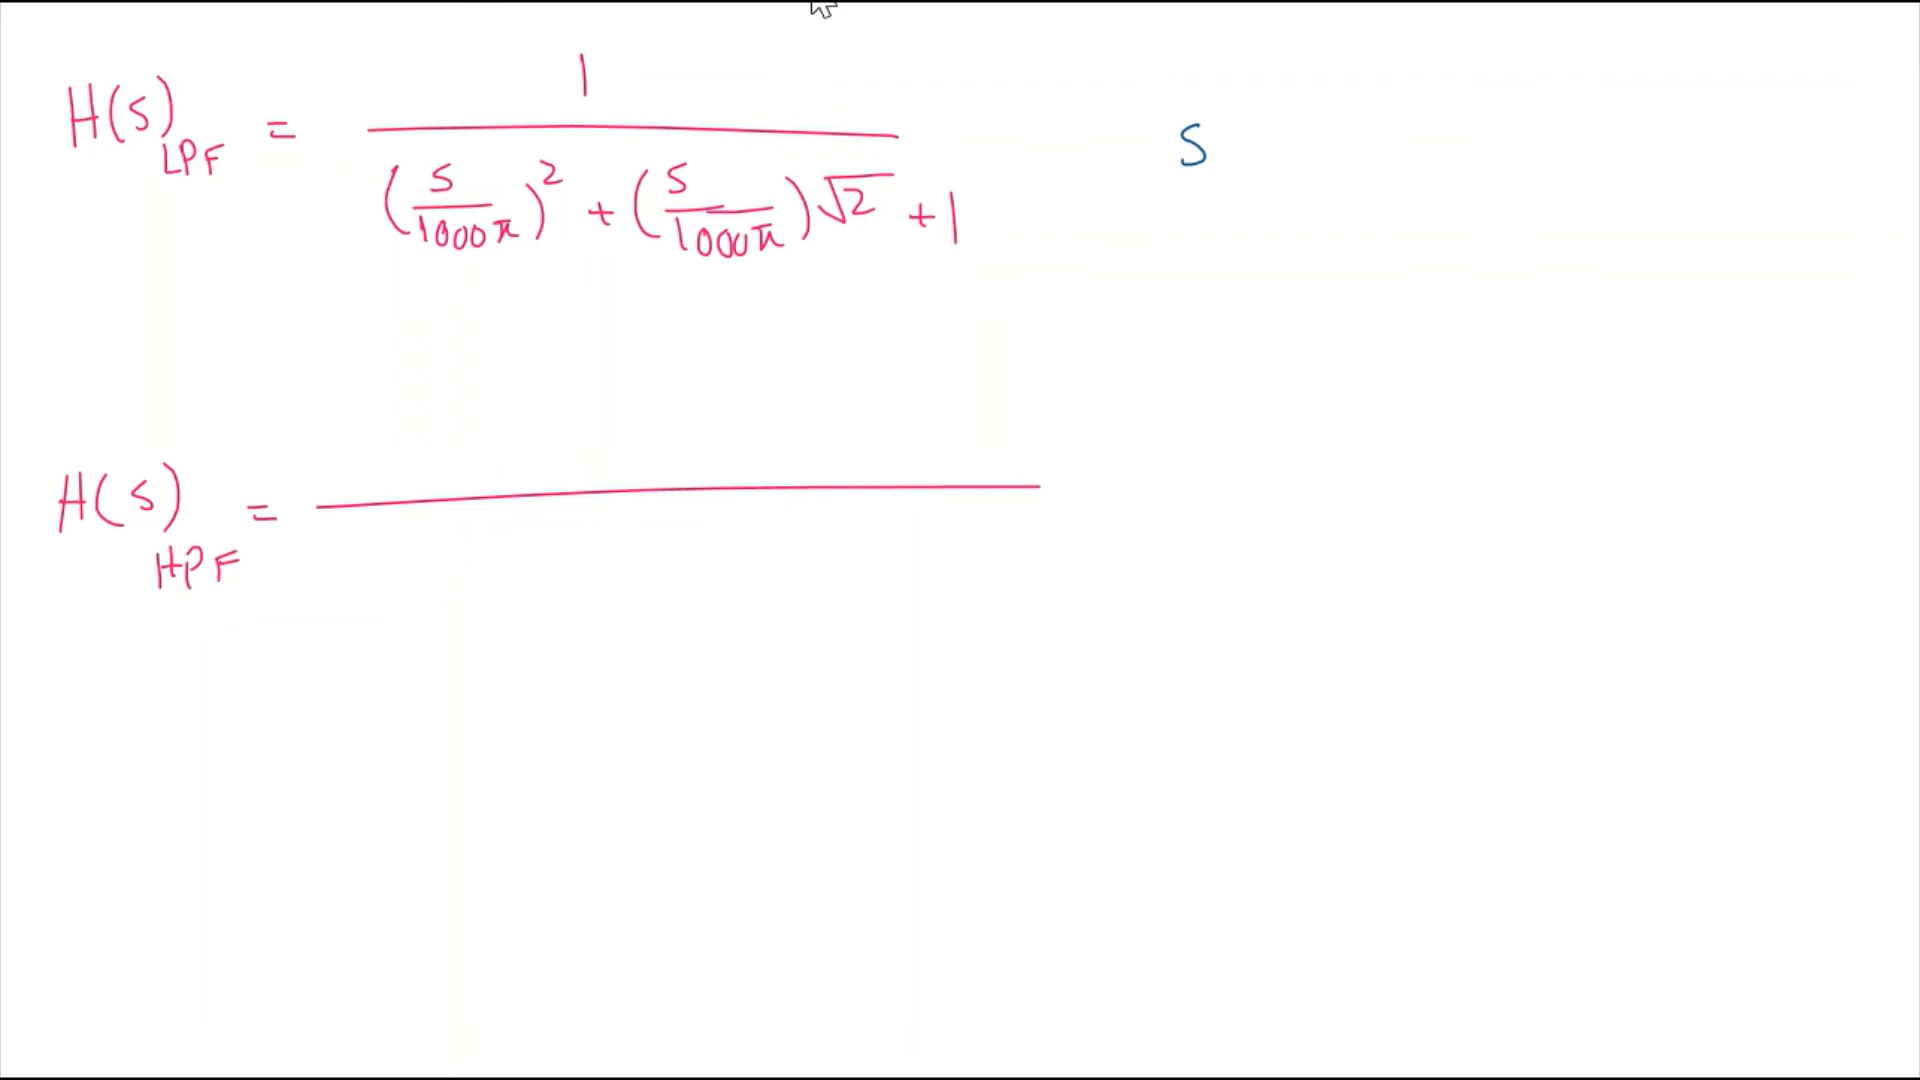 H(s)LPF = 1 / (s/1000π)² + (s/1000π)√2 + 1
S
H(s)HPF =